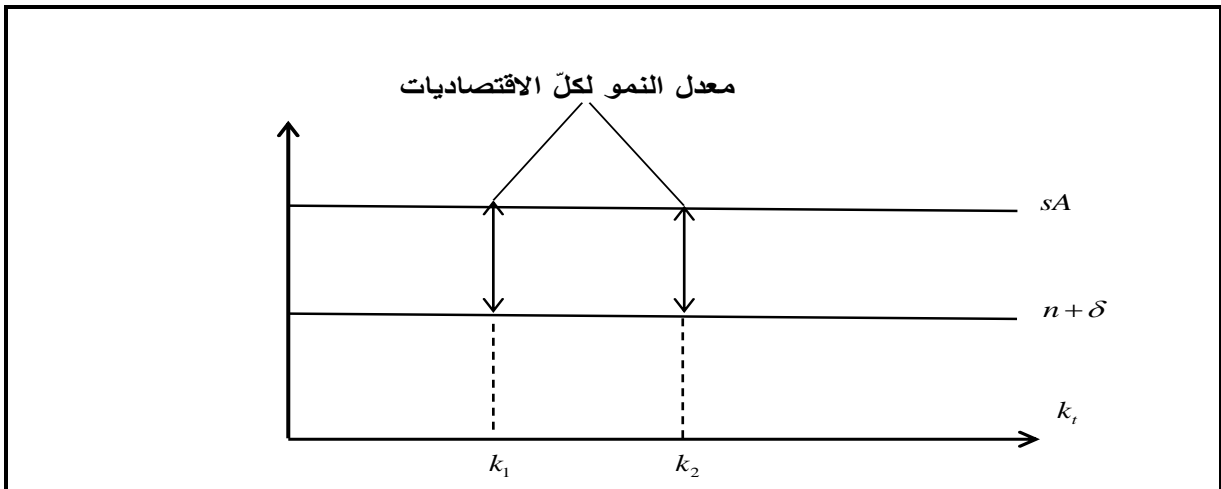 معدل النمو لكلّ الاقتصاديات
sA
n + δ
k_t
k_1
k_2